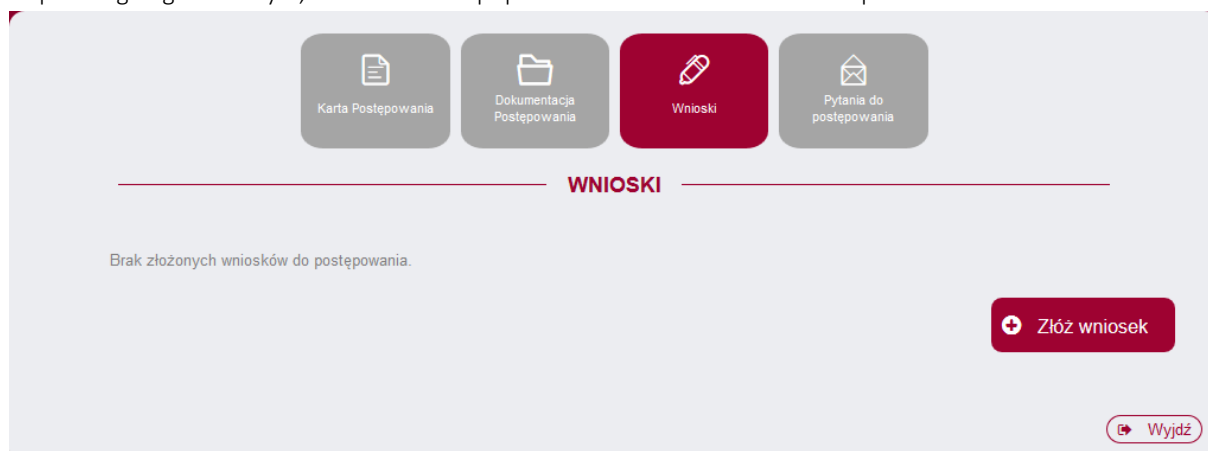 Karta Postępowania
Dokumentacja
Postępowania
Wnioski
Pytania do
postępowania
WNIOSKI
Brak złożonych wniosków do postępowania.
Złóż wniosek
Wyjdź